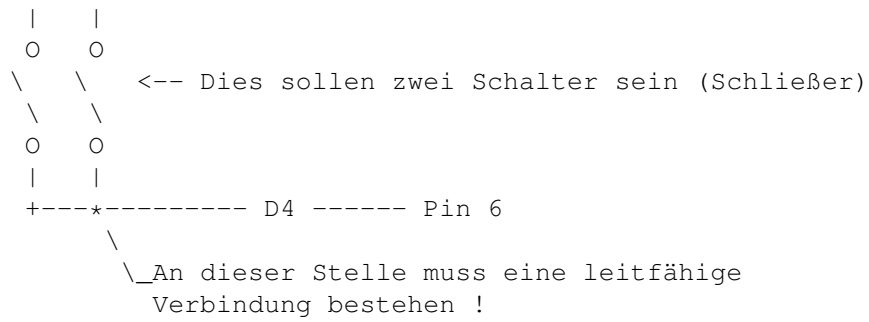 |   |
O   O
\   \   <-- Dies sollen zwei Schalter sein (Schließer)
\   \
O   O
|   |
+---*--------- D4 ------ Pin 6
\
\_An dieser Stelle muss eine leitfähige
Verbindung bestehen !